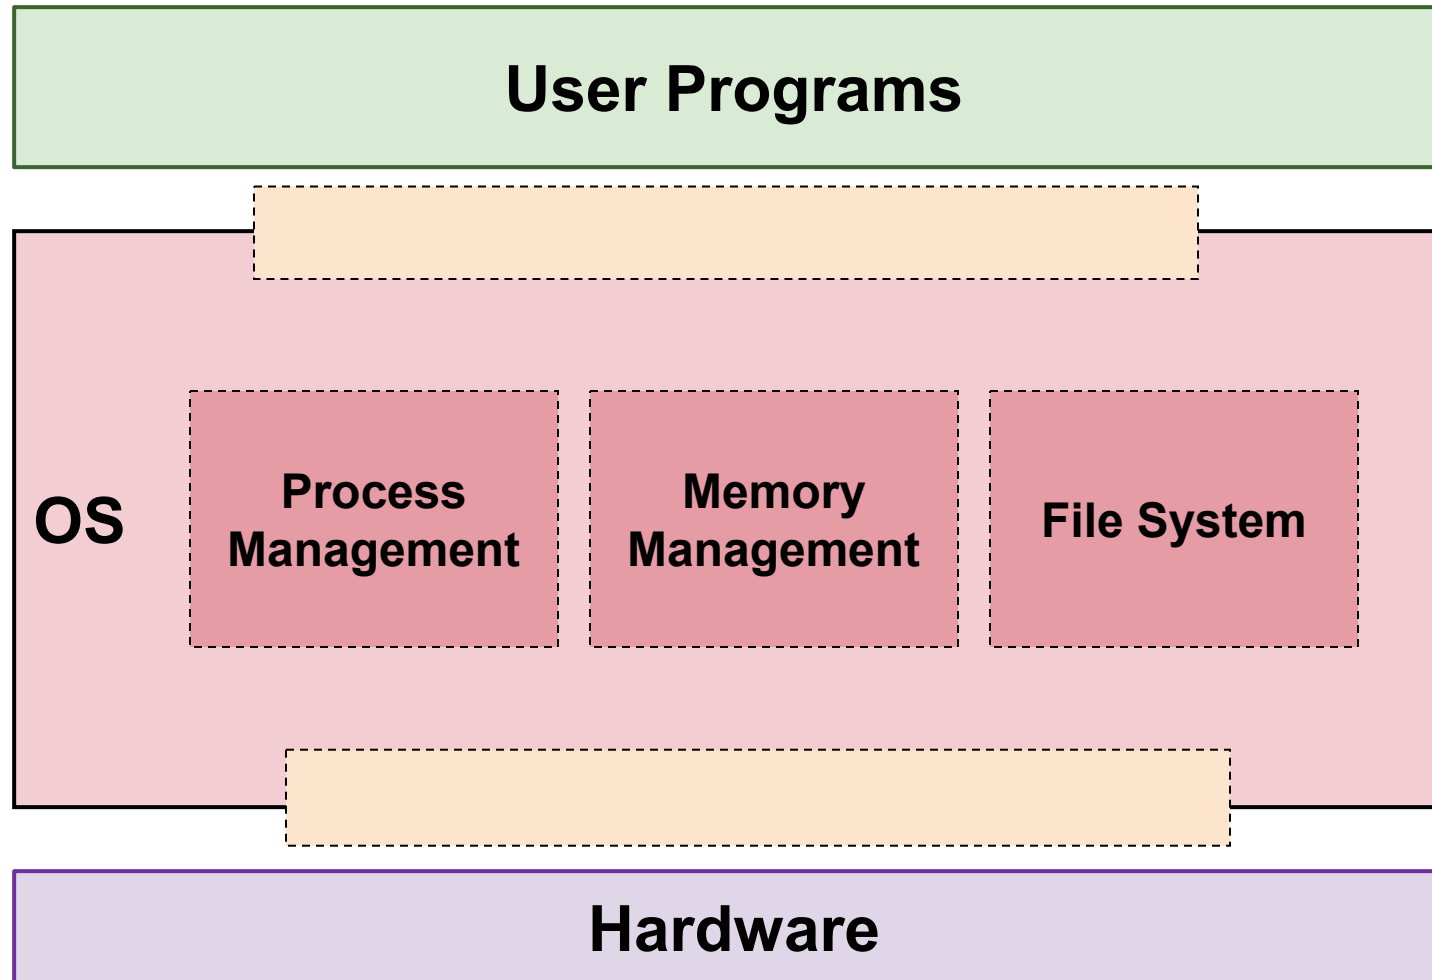 User Programs
OS
Process
Management
Memory
Management
File System
Hardware